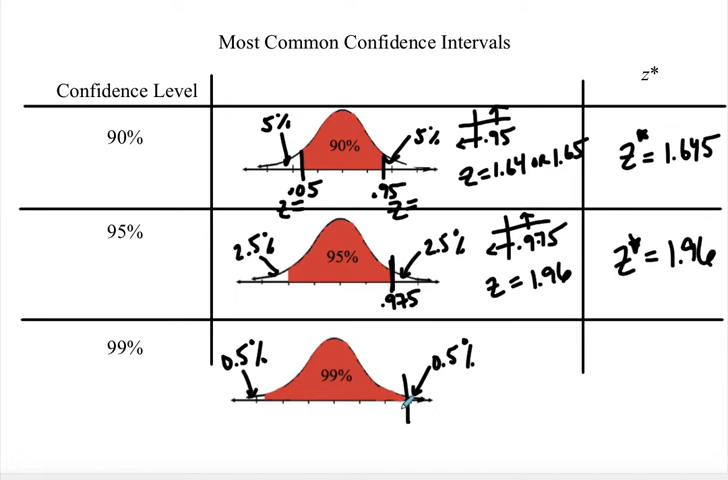 Most Common Confidence Intervals
Confidence Level
z*
90%
5%
90%
5%
.95
z=1.64 OR 1.65
z*=1.645
.05
z=
.95
z=
95%
2.5%
95%
2.5%
.975
z=1.96
z*=1.96
.975
99%
0.5%
99%
0.5%